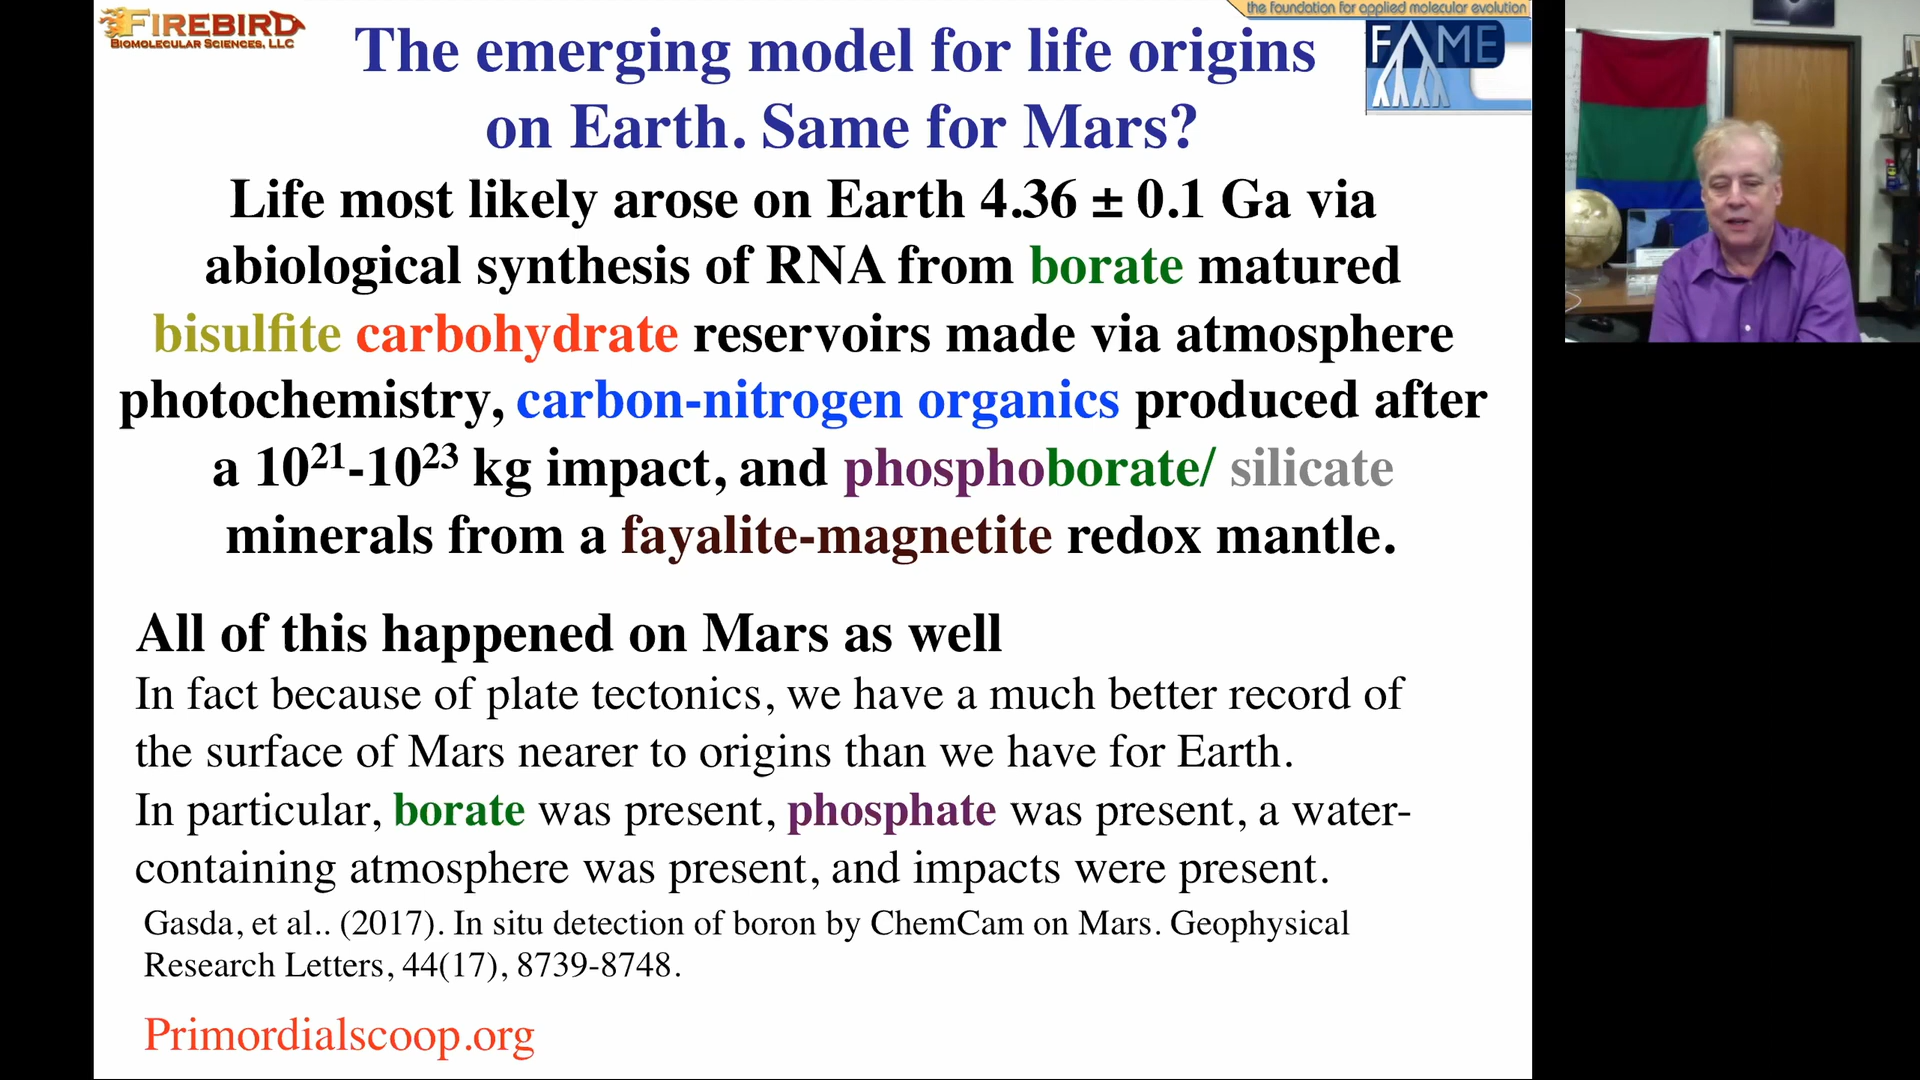 FIREBIRD
BIOMOLECULAR SCIENCES, LLC
the foundation for applied molecular evolution
FAME
The emerging model for life origins
on Earth. Same for Mars?
Life most likely arose on Earth 4.36 ± 0.1 Ga via
abiological synthesis of RNA from borate matured
bisulfite carbohydrate reservoirs made via atmosphere
photochemistry, carbon-nitrogen organics produced after
a 10²¹-10²³ kg impact, and phosphoborate/ silicate
minerals from a fayalite-magnetite redox mantle.
All of this happened on Mars as well
In fact because of plate tectonics, we have a much better record of
the surface of Mars nearer to origins than we have for Earth.
In particular, borate was present, phosphate was present, a water-
containing atmosphere was present, and impacts were present.
Gasda, et al.. (2017). In situ detection of boron by ChemCam on Mars. Geophysical
Research Letters, 44(17), 8739-8748.
Primordialscoop.org